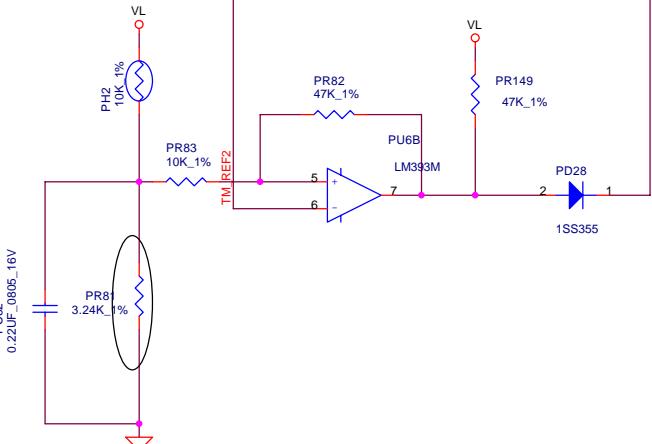 VL
VL
PH2
10K_1%
PR82
47K_1%
PR149
47K_1%
PU6B
LM393M
PR83
10K_1%
TM_REF2
5
+
6
-
7
2
PD28
1
1SS355
0.22UF_0805_16V
PR81
3.24K_1%